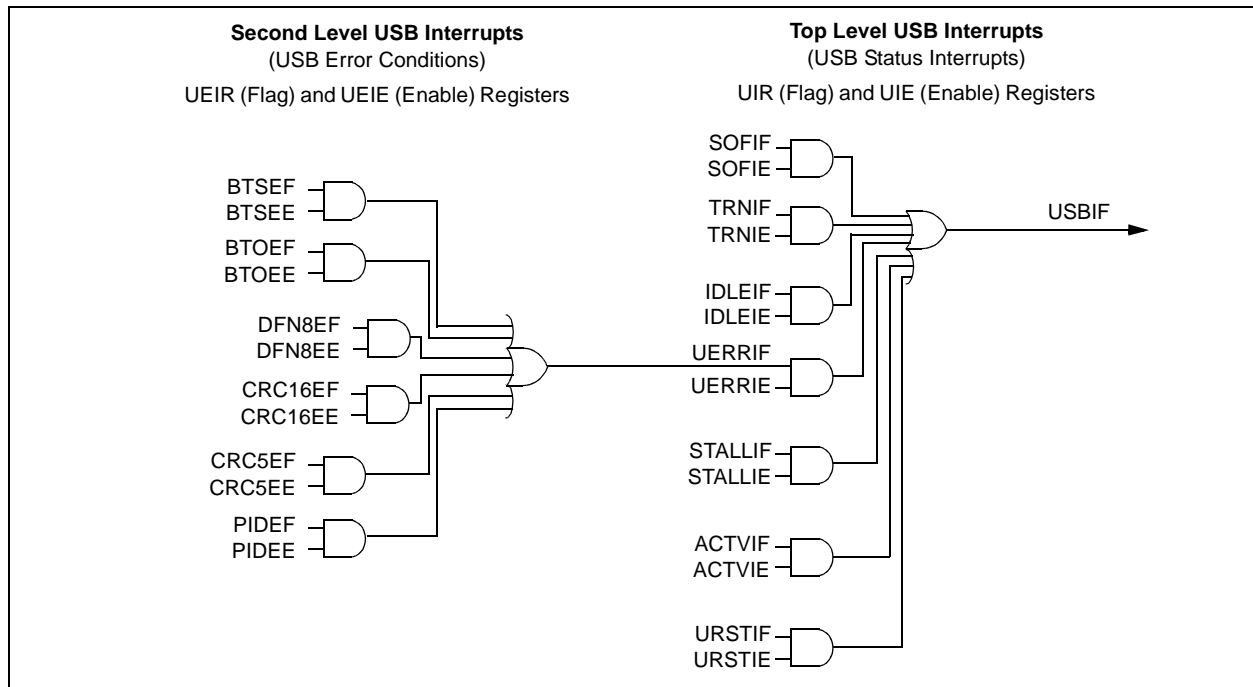 Second Level USB Interrupts
(USB Error Conditions)
UEIR (Flag) and UEIE (Enable) Registers
Top Level USB Interrupts
(USB Status Interrupts)
UIR (Flag) and UIE (Enable) Registers
BTSEF
BTSEE
BTOEF
BTOEE
DFN8EF
DFN8EE
CRC16EF
CRC16EE
CRC5EF
CRC5EE
PIDEF
PIDEE
SOFIF
SOFIE
TRNIF
TRNIE
IDLEIF
IDLEIE
UERRIF
UERRIE
STALLIF
STALLIE
ACTVIF
ACTVIE
URSTIF
URSTIE
USBIF